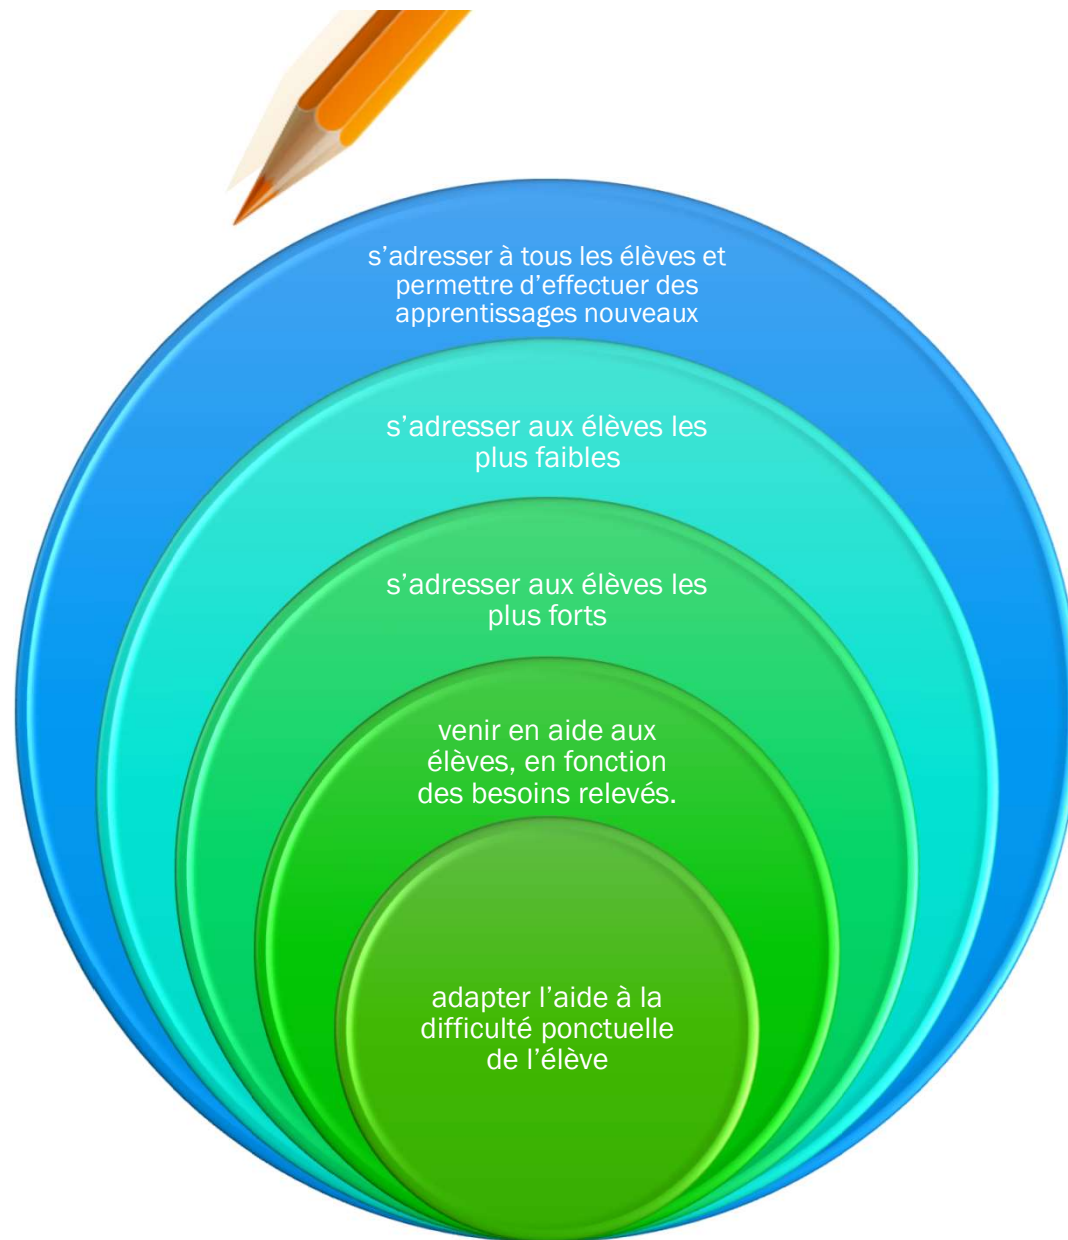 s’adresser à tous les élèves et
permettre d’effectuer des
apprentissages nouveaux
s’adresser aux élèves les
plus faibles
s’adresser aux élèves les
plus forts
venir en aide aux
élèves, en fonction
des besoins relevés.
adapter l’aide à la
difficulté ponctuelle
de l’élève